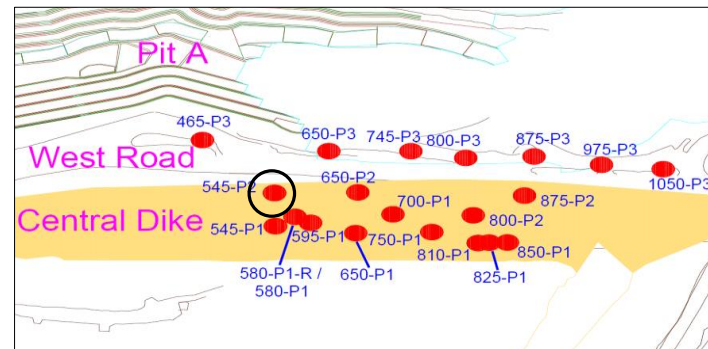 Pit A
465-P3
650-P3
745-P3
800-P3
875-P3
975-P3
1050-P3
West Road
545-P2
650-P2
700-P1
875-P2
Central Dike
545-P1
595-P1
750-P1
800-P2
810-P1
850-P1
580-P1-R /
580-P1
650-P1
825-P1